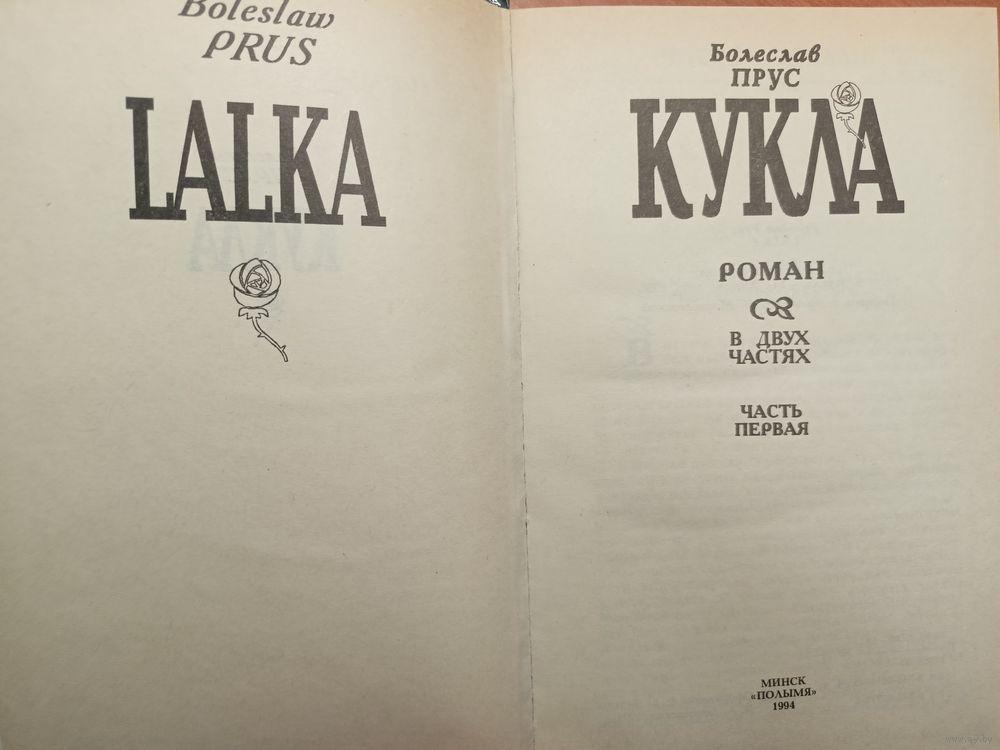 Boleslaw
PRUS
LALKA
Болеслав
ПРУС
КУКЛА
РОМАН
В ДВУХ
ЧАСТЯХ
ЧАСТЬ
ПЕРВАЯ
МИНСК
«ПОЛЫМЯ»
1994